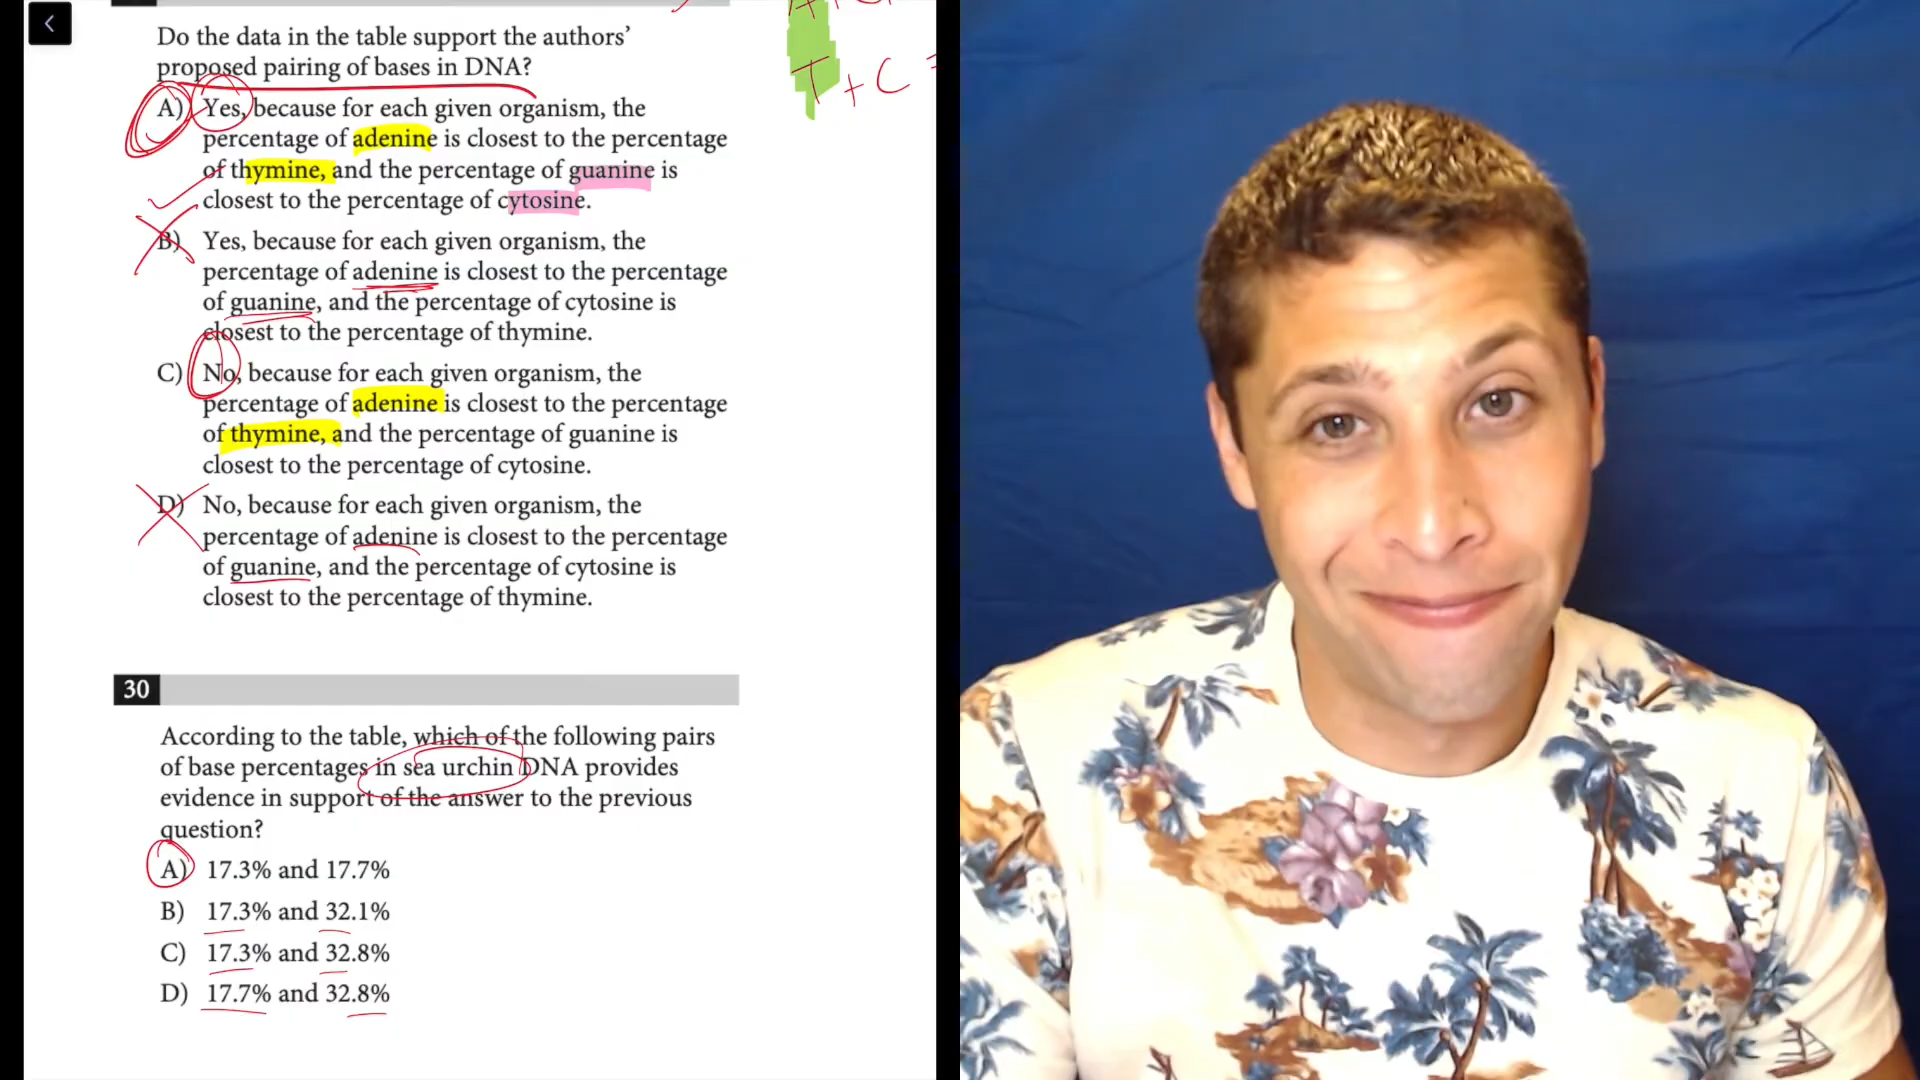 Do the data in the table support the authors’
proposed pairing of bases in DNA?
A) Yes, because for each given organism, the
percentage of adenine is closest to the percentage
of thymine, and the percentage of guanine is
closest to the percentage of cytosine.
B) Yes, because for each given organism, the
percentage of adenine is closest to the percentage
of guanine, and the percentage of cytosine is
closest to the percentage of thymine.
C) No, because for each given organism, the
percentage of adenine is closest to the percentage
of thymine, and the percentage of guanine is
closest to the percentage of cytosine.
D) No, because for each given organism, the
percentage of adenine is closest to the percentage
of guanine, and the percentage of cytosine is
closest to the percentage of thymine.
30
According to the table, which of the following pairs
of base percentages in sea urchin DNA provides
evidence in support of the answer to the previous
question?
A) 17.3% and 17.7%
B) 17.3% and 32.1%
C) 17.3% and 32.8%
D) 17.7% and 32.8%
T + C =